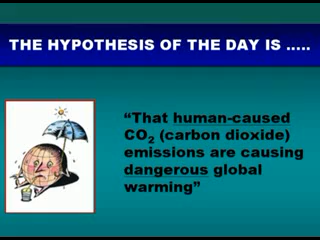 THE HYPOTHESIS OF THE DAY IS .....
“That human-caused
CO₂ (carbon dioxide)
emissions are causing
dangerous global
warming”